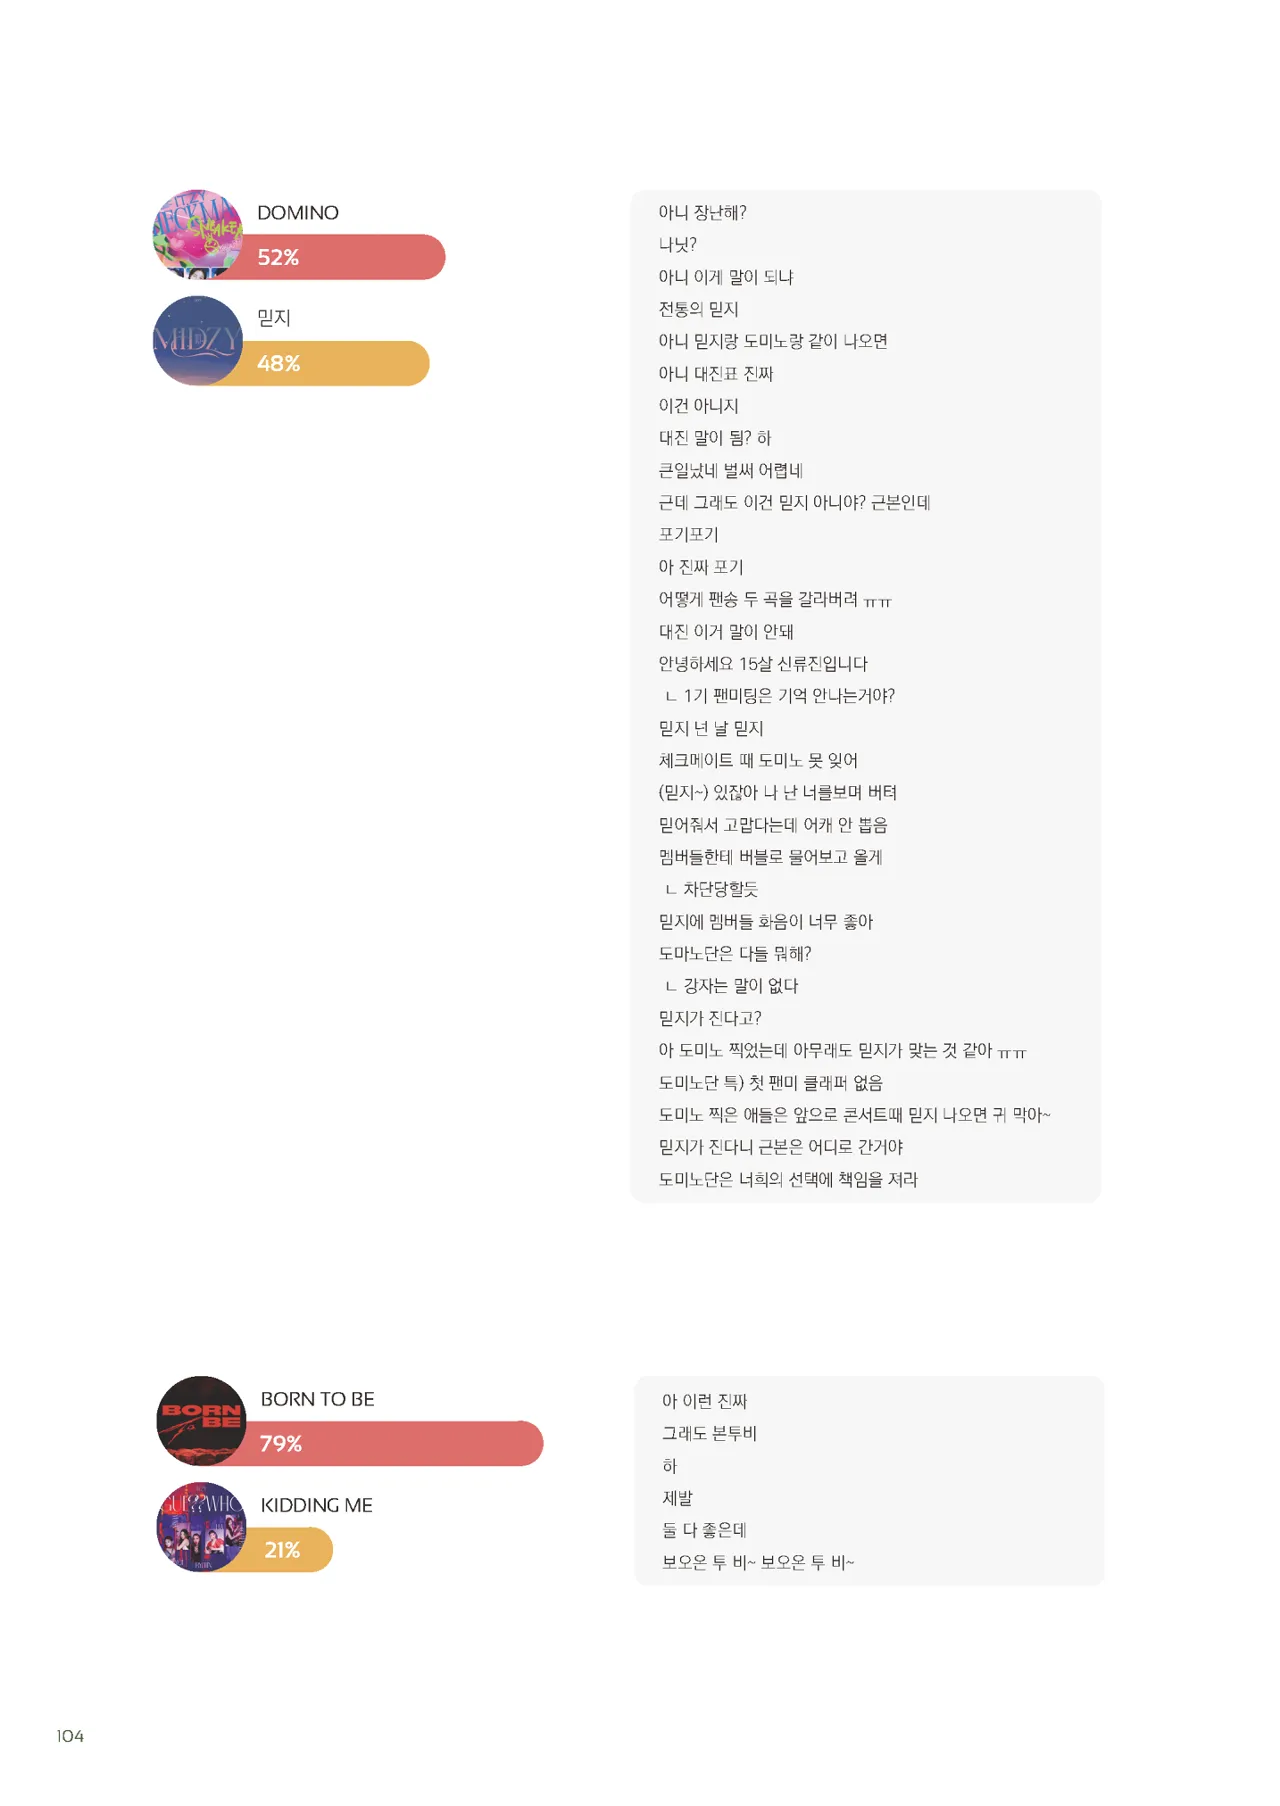 DOMINO
52%
믿지
MIDZY
48%
아니 장난해?
나닛?
아니 이게 말이 되냐
전통의 믿지
아니 믿지랑 도미노랑 같이 나오면
아니 대진표 진짜
이건 아니지
대진 말이 됨? 하
큰일났네 벌써 어렵네
근데 그래도 이건 믿지 아니야? 근본인데
포기포기
아 진짜 포기
어떻게 팬송 두 곡을 갈라버려 ㅠㅠ
대진 이거 말이 안돼
안녕하세요 15살 신류진입니다
ㄴ 1기 팬미팅은 기억 안나는거야?
믿지 넌 날 믿지
체크메이트 때 도미노 못 잊어
(믿지~) 있잖아 나 난 너를보며 버텨
믿어줘서 고맙다는데 어캐 안 뽑음
멤버들한테 버블로 물어보고 올게
ㄴ 차단당할듯
믿지에 멤버들 화음이 너무 좋아
도마노단은 다들 뭐해?
ㄴ 강자는 말이 없다
믿지가 진다고?
아 도미노 찍었는데 아무래도 믿지가 맞는 것 같아 ㅠㅠ
도미노단 특) 첫 팬미 클래퍼 없음
도미노 찍은 애들은 앞으로 콘서트때 믿지 나오면 귀 막아~
믿지가 진다니 근본은 어디로 간거야
도미노단은 너희의 선택에 책임을 져라
BORN TO BE
BORN
BE
79%
KIDDING ME
GUE??WHO
21%
아 이런 진짜
그래도 본투비
하
제발
둘 다 좋은데
보오온 투 비~ 보오온 투 비~
104